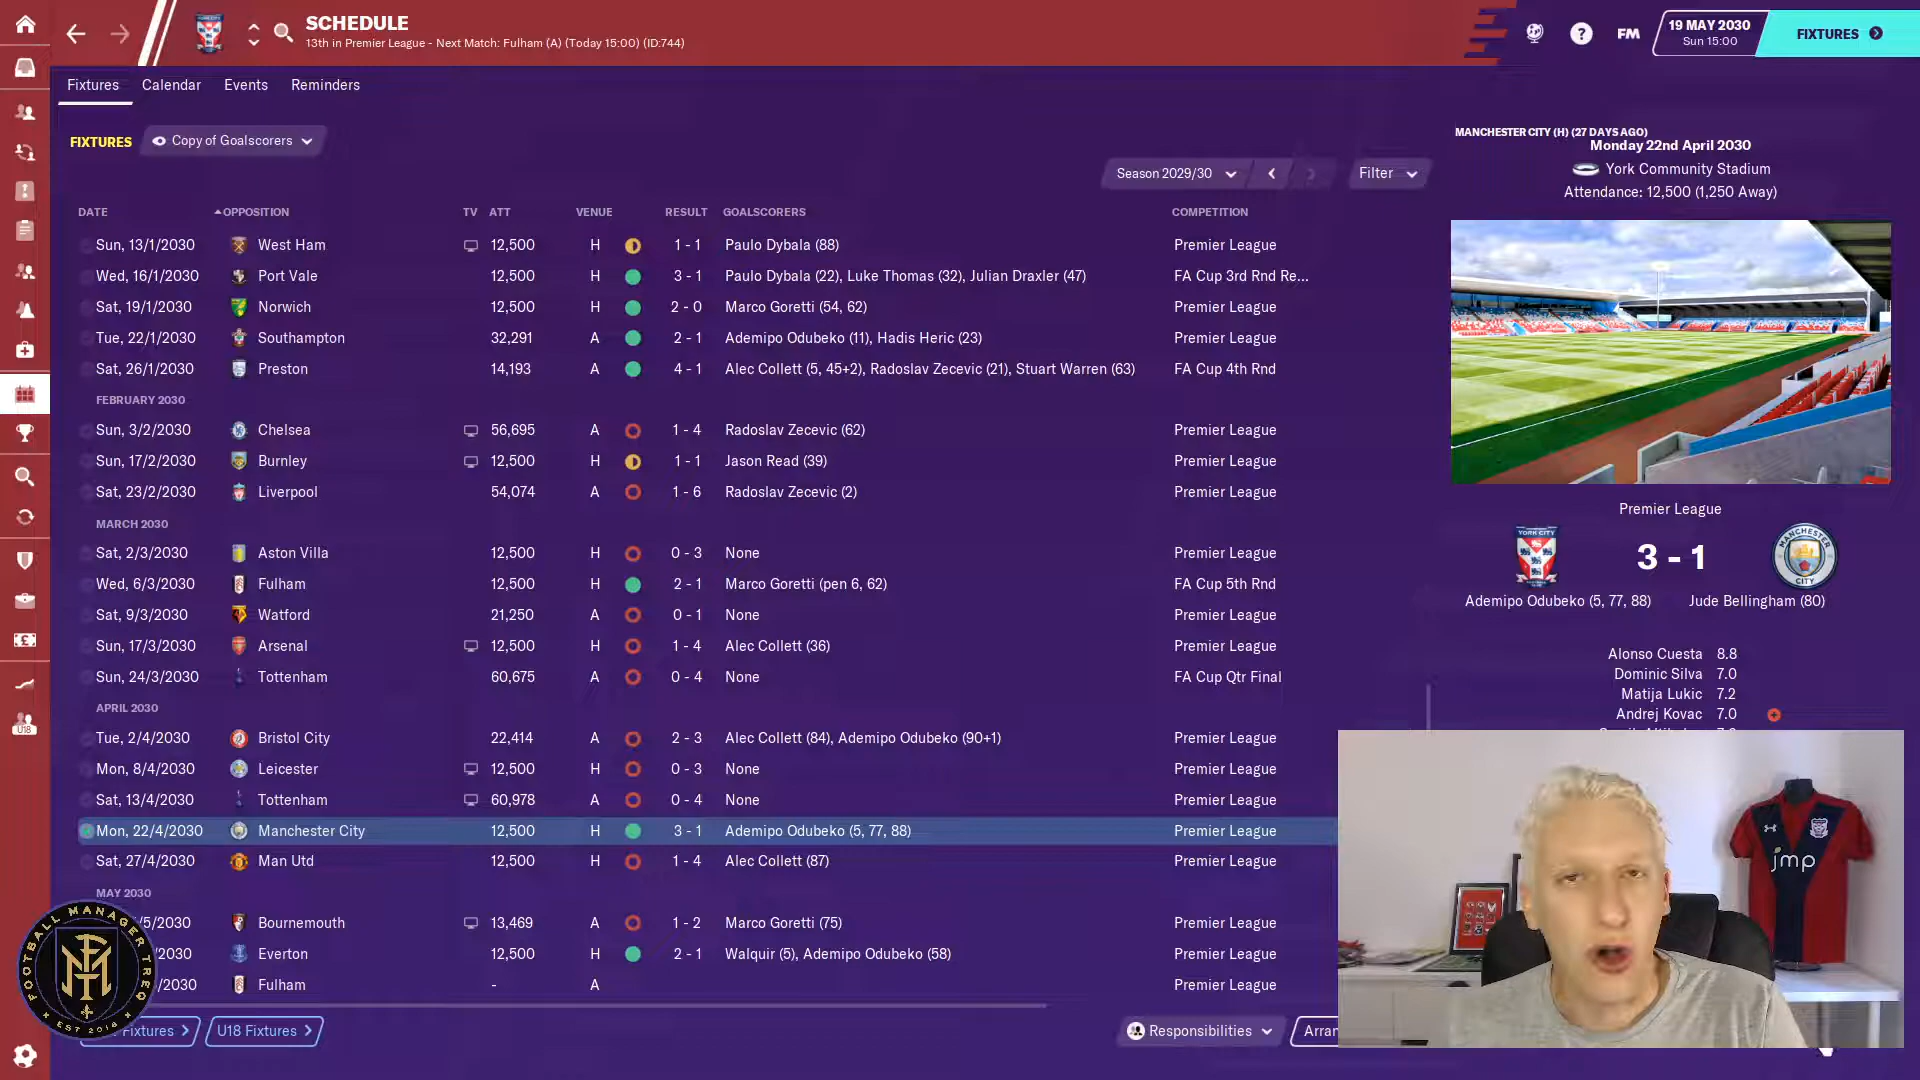 SCHEDULE
13th in Premier League - Next Match: Fulham (A) (Today 15:00) (ID:744)
FM
19 MAY 2030
Sun 15:00
FIXTURES
Fixtures Calendar Events Reminders
FIXTURES Copy of Goalscorers
Season 2029/30 Filter
DATE OPPOSITION TV ATT VENUE RESULT GOALSCORERS COMPETITION
Sun, 13/1/2030 West Ham 12,500 H 1 - 1 Paulo Dybala (88) Premier League
Wed, 16/1/2030 Port Vale 12,500 H 3 - 1 Paulo Dybala (22), Luke Thomas (32), Julian Draxler (47) FA Cup 3rd Rnd Re...
Sat, 19/1/2030 Norwich 12,500 H 2 - 0 Marco Goretti (54, 62) Premier League
Tue, 22/1/2030 Southampton 32,291 A 2 - 1 Ademipo Odubeko (11), Hadis Heric (23) Premier League
Sat, 26/1/2030 Preston 14,193 A 4 - 1 Alec Collett (5, 45+2), Radoslav Zecevic (21), Stuart Warren (63) FA Cup 4th Rnd
FEBRUARY 2030
Sun, 3/2/2030 Chelsea 56,695 A 1 - 4 Radoslav Zecevic (62) Premier League
Sun, 17/2/2030 Burnley 12,500 H 1 - 1 Jason Read (39) Premier League
Sat, 23/2/2030 Liverpool 54,074 A 1 - 6 Radoslav Zecevic (2) Premier League
MARCH 2030
Sat, 2/3/2030 Aston Villa 12,500 H 0 - 3 None Premier League
Wed, 6/3/2030 Fulham 12,500 H 2 - 1 Marco Goretti (pen 6, 62) FA Cup 5th Rnd
Sat, 9/3/2030 Watford 21,250 A 0 - 1 None Premier League
Sun, 17/3/2030 Arsenal 12,500 H 1 - 4 Alec Collett (36) Premier League
Sun, 24/3/2030 Tottenham 60,675 A 0 - 4 None FA Cup Qtr Final
APRIL 2030
Tue, 2/4/2030 Bristol City 22,414 A 2 - 3 Alec Collett (84), Ademipo Odubeko (90+1) Premier League
Mon, 8/4/2030 Leicester 12,500 H 0 - 3 None Premier League
Sat, 13/4/2030 Tottenham 60,978 A 0 - 4 None Premier League
Mon, 22/4/2030 Manchester City 12,500 H 3 - 1 Ademipo Odubeko (5, 77, 88) Premier League
Sat, 27/4/2030 Man Utd 12,500 H 1 - 4 Alec Collett (87) Premier League
MAY 2030
/5/2030 Bournemouth 13,469 A 1 - 2 Marco Goretti (75) Premier League
/2030 Everton 12,500 H 2 - 1 Walquir (5), Ademipo Odubeko (58) Premier League
/2030 Fulham - A Premier League
Fixtures U18 Fixtures Responsibilities Arran
MANCHESTER CITY (H) (27 DAYS AGO)
Monday 22nd April 2030
York Community Stadium
Attendance: 12,500 (1,250 Away)
Premier League
YORK CITY
3 - 1
MANCHESTER
CITY
Ademipo Odubeko (5, 77, 88) Jude Bellingham (80)
Alonso Cuesta 8.8
Dominic Silva 7.0
Matija Lukic 7.2
Andrej Kovac 7.0
jmp
U18
FOOTBALL MANAGER TREQ
EST 2016